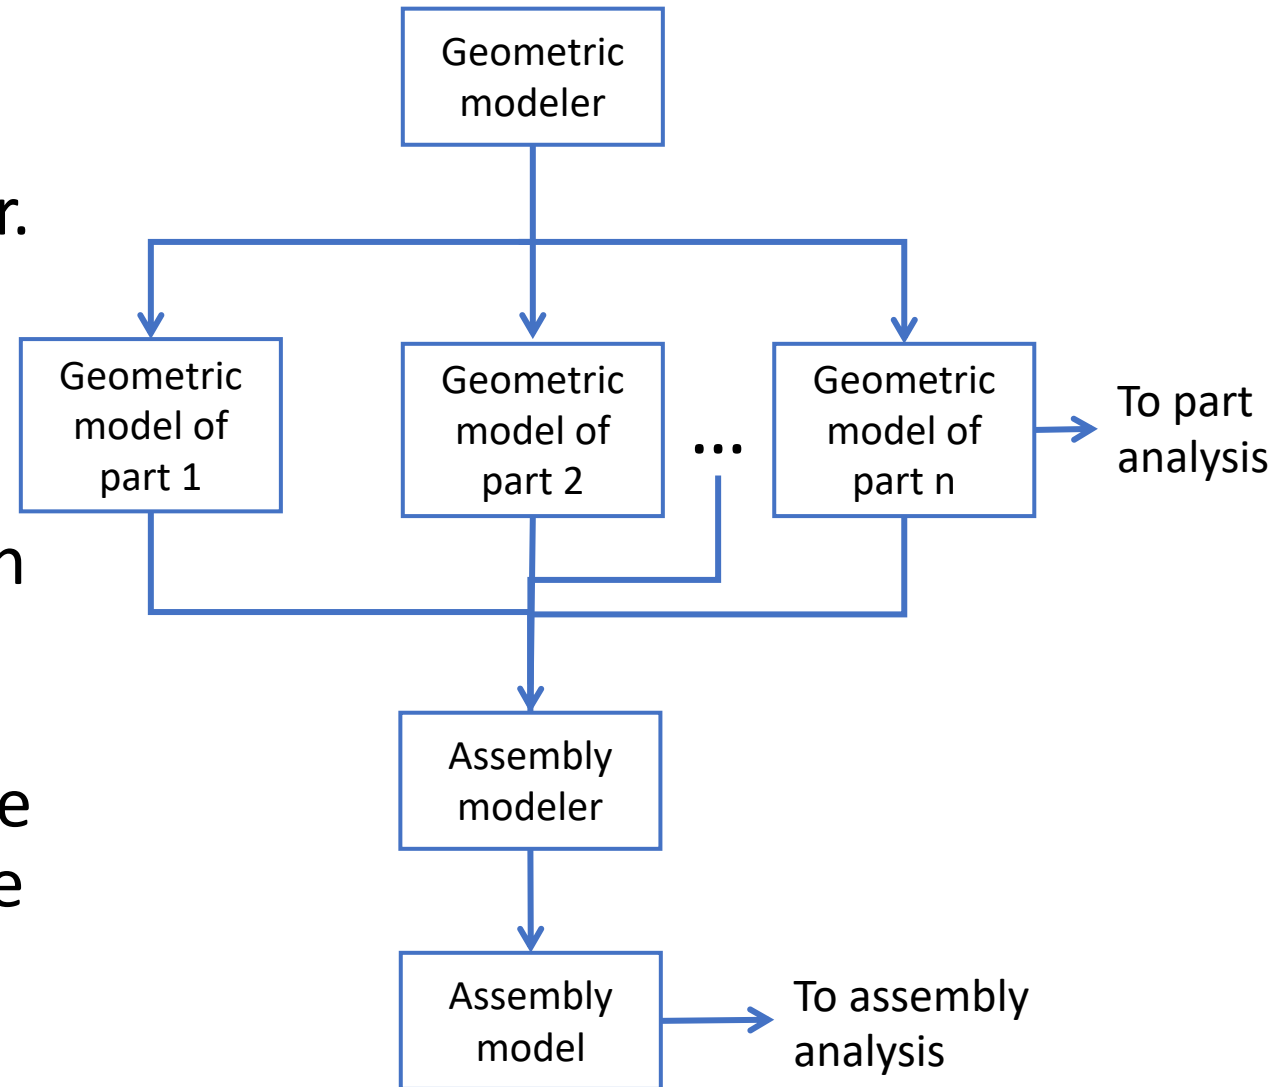 Geometric
modeler
r.
Geometric
model of
part 1
Geometric
model of
part 2
...
Geometric
model of
part n
To part
analysis
n
Assembly
modeler
e
e
Assembly
model
To assembly
analysis